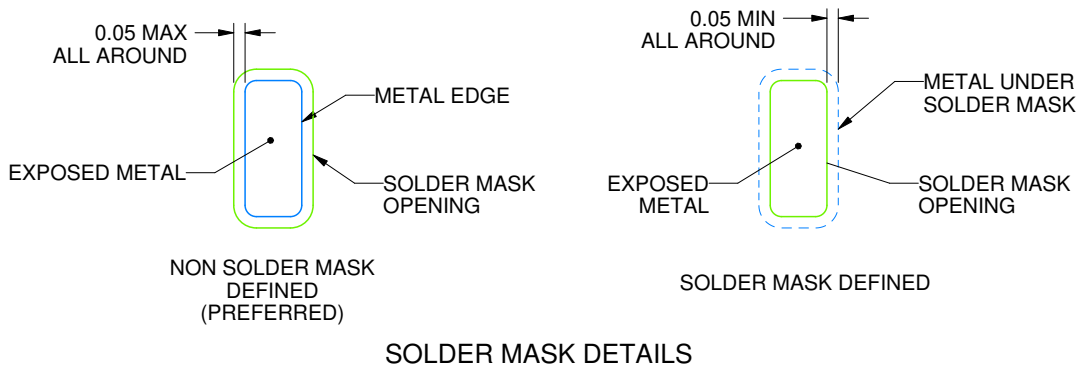 0.05 MAX
ALL AROUND
METAL EDGE
EXPOSED METAL
SOLDER MASK
OPENING
NON SOLDER MASK
DEFINED
(PREFERRED)
0.05 MIN
ALL AROUND
METAL UNDER
SOLDER MASK
EXPOSED
METAL
SOLDER MASK
OPENING
SOLDER MASK DEFINED
SOLDER MASK DETAILS